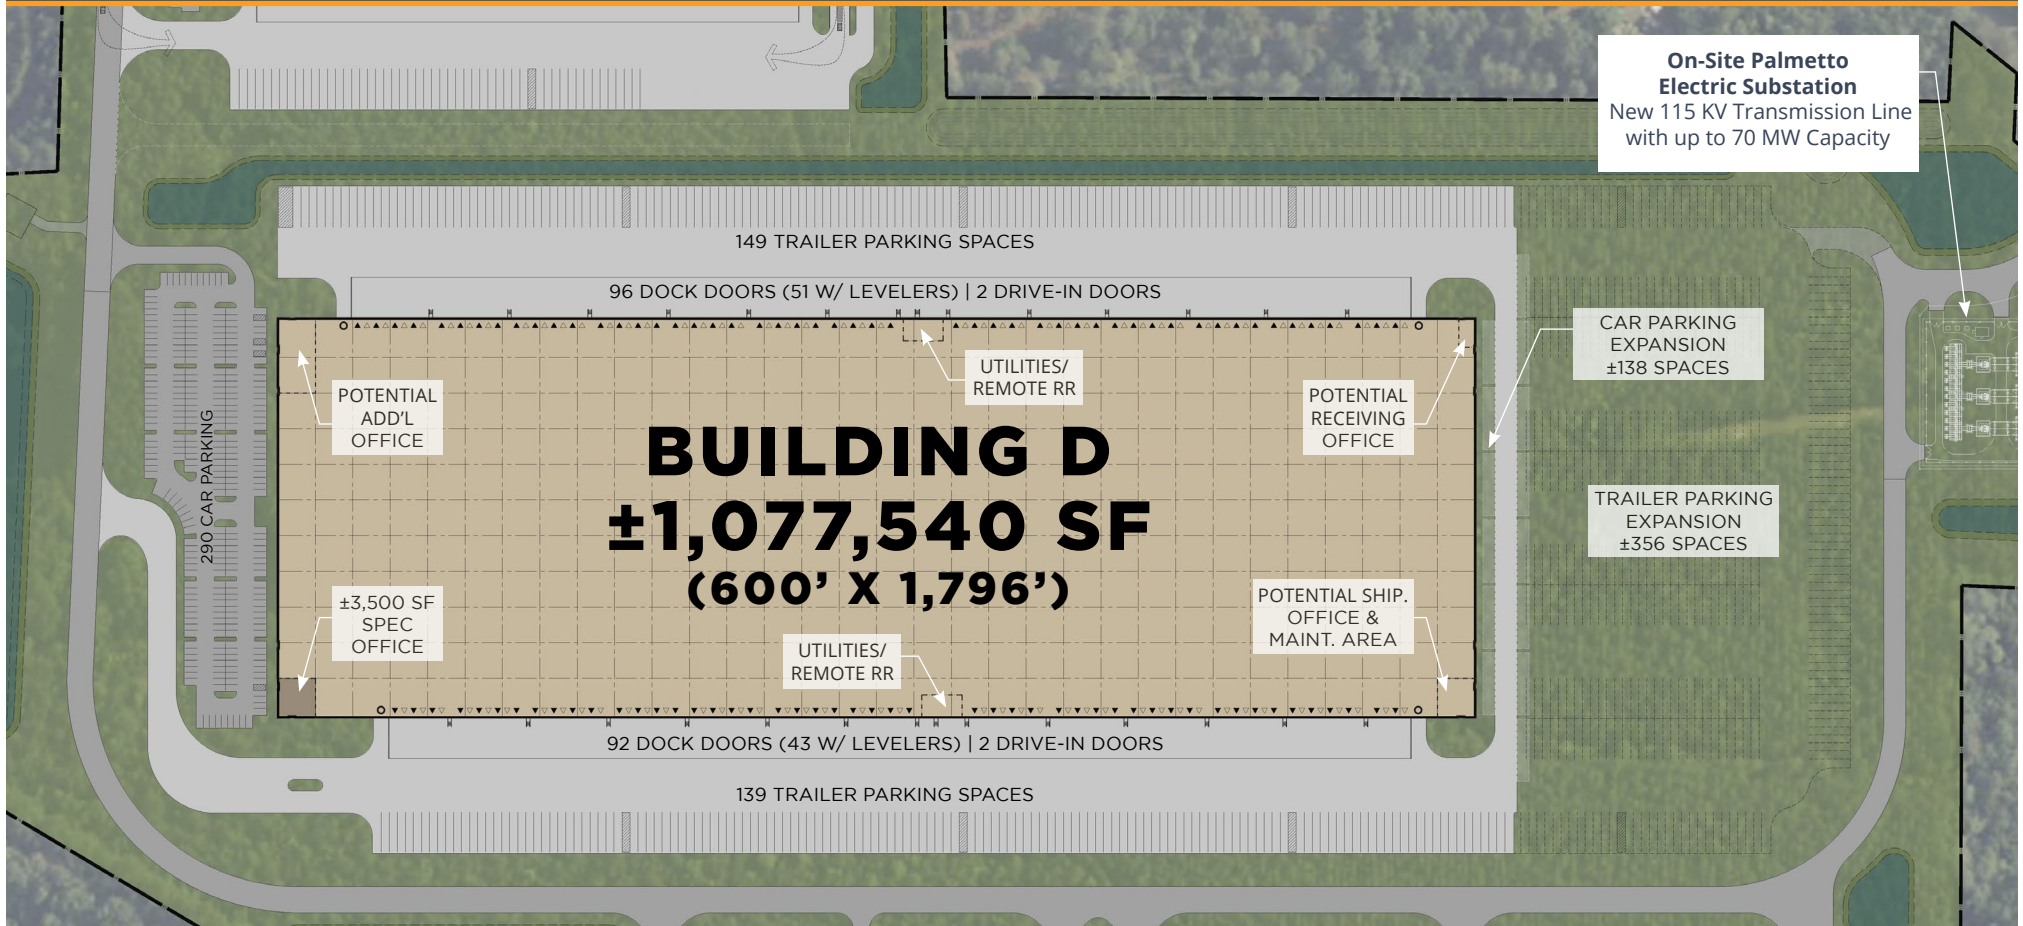 On-Site Palmetto
Electric Substation
New 115 KV Transmission Line
with up to 70 MW Capacity
149 TRAILER PARKING SPACES
96 DOCK DOORS (51 W/ LEVELERS) | 2 DRIVE-IN DOORS
CAR PARKING
EXPANSION
±138 SPACES
UTILITIES/
REMOTE RR
POTENTIAL
ADD'L
OFFICE
POTENTIAL
RECEIVING
OFFICE
290 CAR PARKING
BUILDING D
±1,077,540 SF
(600’ X 1,796’)
TRAILER PARKING
EXPANSION
±356 SPACES
±3,500 SF
SPEC
OFFICE
POTENTIAL SHIP.
OFFICE &
MAINT. AREA
UTILITIES/
REMOTE RR
92 DOCK DOORS (43 W/ LEVELERS) | 2 DRIVE-IN DOORS
139 TRAILER PARKING SPACES